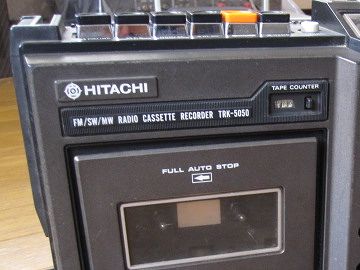 HITACHI
TAPE COUNTER
FM/SW/MW RADIO CASSETTE RECORDER TRK-5050
FULL AUTO STOP